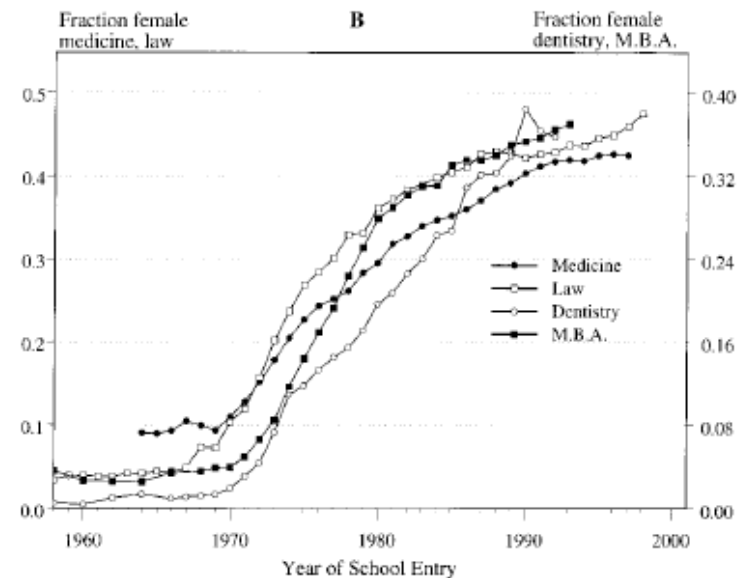 Fraction female
medicine, law
B
Fraction female
dentistry, M.B.A.
0.5
0.4
0.3
0.2
0.1
0.0
0.40
0.32
0.24
0.16
0.08
0.00
Medicine
Law
Dentistry
M.B.A.
1960
1970
1980
1990
2000
Year of School Entry